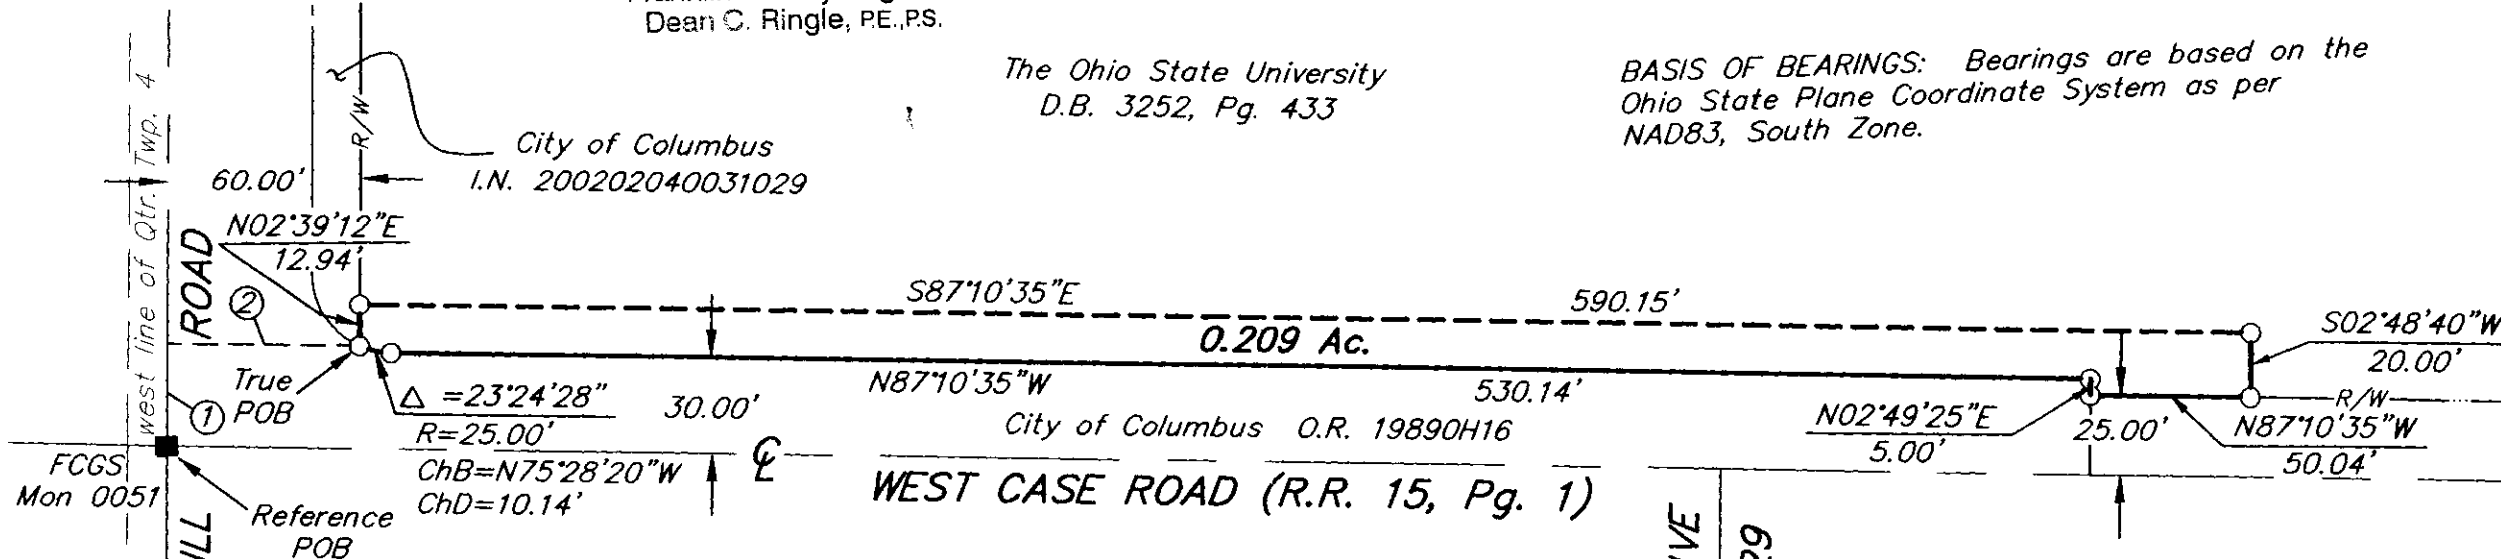 Dean C. Ringle, P.E., P.S.
The Ohio State University
D.B. 3252, Pg. 433
BASIS OF BEARINGS: Bearings are based on the
Ohio State Plane Coordinate System as per
NAD83, South Zone.
West line of Qtr. Twp. 4
R/W
City of Columbus
I.N. 200202040031029
60.00'
N02°39'12"E
12.94'
ROAD
2
S87°10'35"E
590.15'
0.209 Ac.
S02°48'40"W
20.00'
True
POB
1
Δ =23°24'28"
R=25.00'
ChB=N75°28'20"W
ChD=10.14'
30.00'
N87°10'35"W
530.14'
City of Columbus O.R. 19890H16
N02°49'25"E
5.00'
25.00'
R/W
N87°10'35"W
50.04'
FCGS
Mon 0051
Reference
POB
℄
WEST CASE ROAD (R.R. 15, Pg. 1)